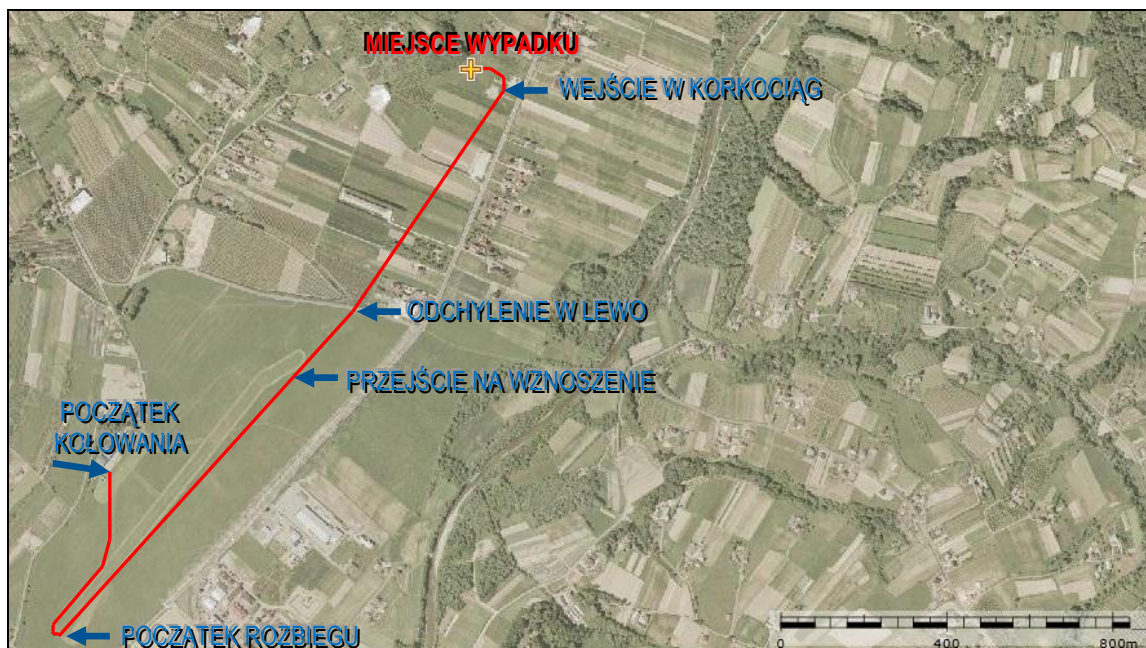 MIEJSCE WYPADKU
WEJŚCIE W KORKOCIĄG
ODCHYLENIE W LEWO
PRZEJŚCIE NA WZNOSZENIE
POCZĄTEK
KOŁOWANIA
POCZĄTEK ROZBIEGU
0 400 800m